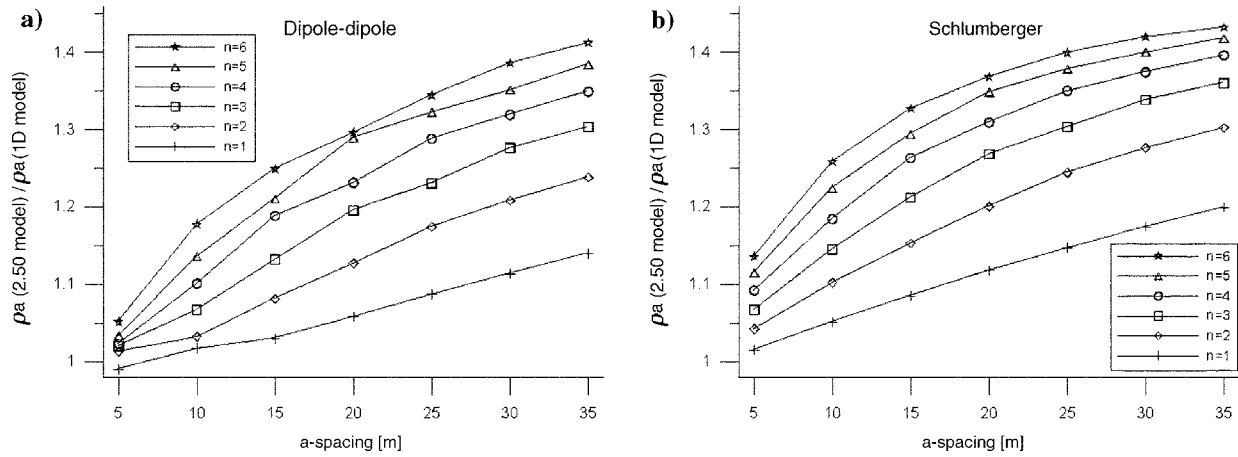 a)
Dipole-dipole
n=6
n=5
n=4
n=3
n=2
n=1
ρa (2.50 model) / ρa (1D model)
1.4
1.3
1.2
1.1
1
5 10 15 20 25 30 35
a-spacing [m]
b)
Schlumberger
n=6
n=5
n=4
n=3
n=2
n=1
ρa (2.50 model) / ρa (1D model)
1.4
1.3
1.2
1.1
1
5 10 15 20 25 30 35
a-spacing [m]